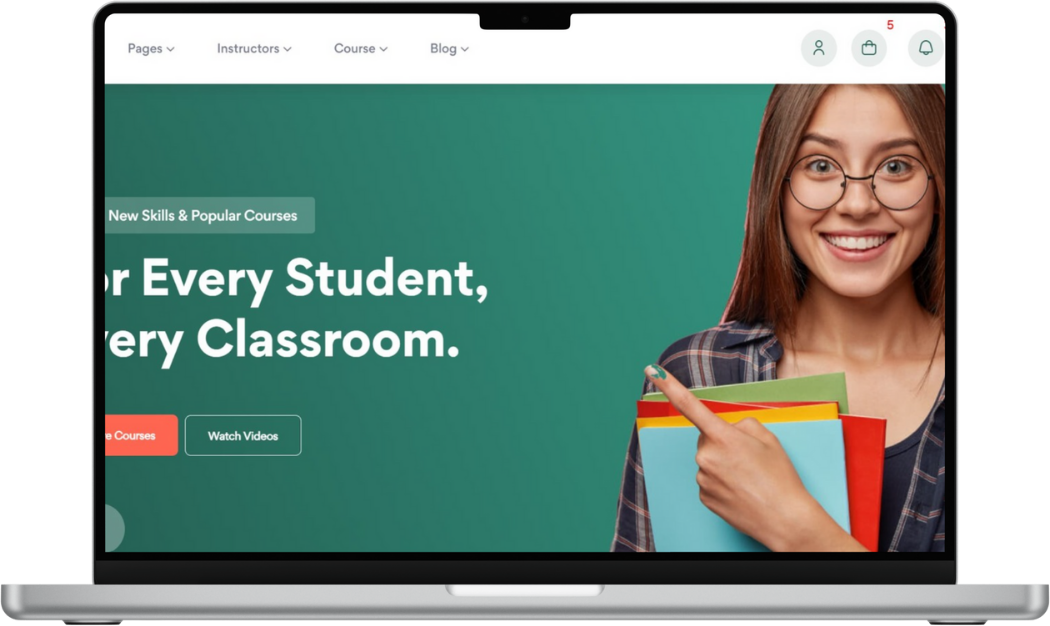 5
Pages Instructors Course Blog
New Skills & Popular Courses
r Every Student,
ery Classroom.
e Courses Watch Videos